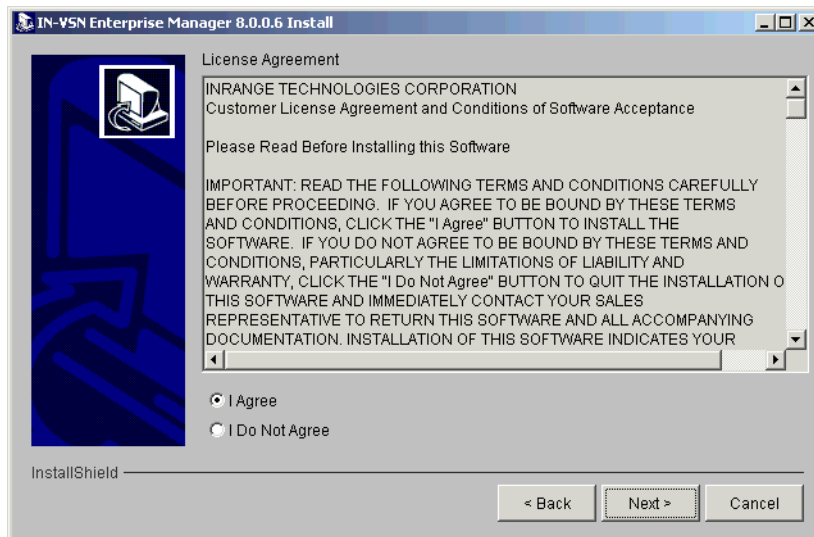 IN-VSN Enterprise Manager 8.0.0.6 Install
License Agreement
INRANGE TECHNOLOGIES CORPORATION
Customer License Agreement and Conditions of Software Acceptance
Please Read Before Installing this Software
IMPORTANT: READ THE FOLLOWING TERMS AND CONDITIONS CAREFULLY
BEFORE PROCEEDING. IF YOU AGREE TO BE BOUND BY THESE TERMS
AND CONDITIONS, CLICK THE "I Agree" BUTTON TO INSTALL THE
SOFTWARE. IF YOU DO NOT AGREE TO BE BOUND BY THESE TERMS AND
CONDITIONS, PARTICULARLY THE LIMITATIONS OF LIABILITY AND
WARRANTY, CLICK THE "I Do Not Agree" BUTTON TO QUIT THE INSTALLATION O
THIS SOFTWARE AND IMMEDIATELY CONTACT YOUR SALES
REPRESENTATIVE TO RETURN THIS SOFTWARE AND ALL ACCOMPANYING
DOCUMENTATION. INSTALLATION OF THIS SOFTWARE INDICATES YOUR
I Agree
I Do Not Agree
InstallShield
< Back
Next >
Cancel